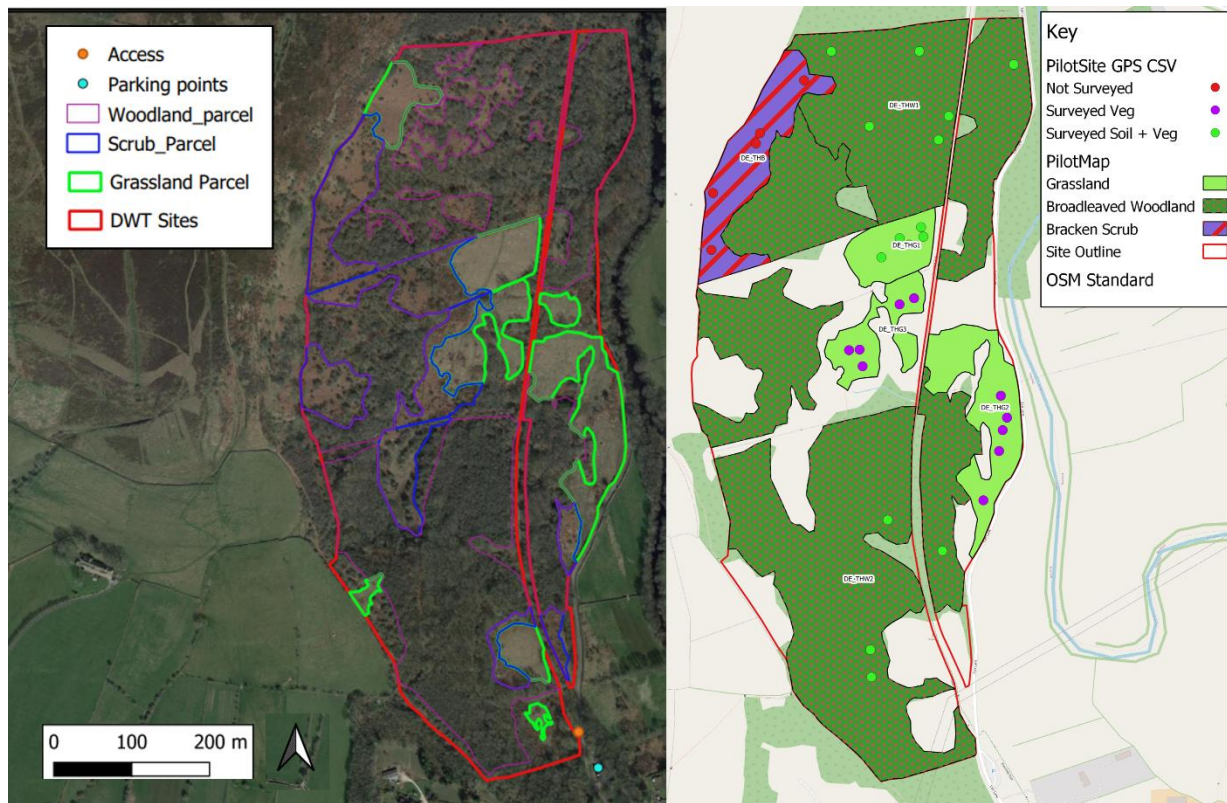 Access
Parking points
Woodland_parcel
Scrub_Parcel
Grassland Parcel
DWT Sites
0 100 200 m
Key
PilotSite GPS CSV
Not Surveyed
Surveyed Veg
Surveyed Soil + Veg
PilotMap
Grassland
Broadleaved Woodland
Bracken Scrub
Site Outline
OSM Standard
DE_THW1
DE_THB
DE_THG1
DE_THG3
DE_THG2
DE_THW2